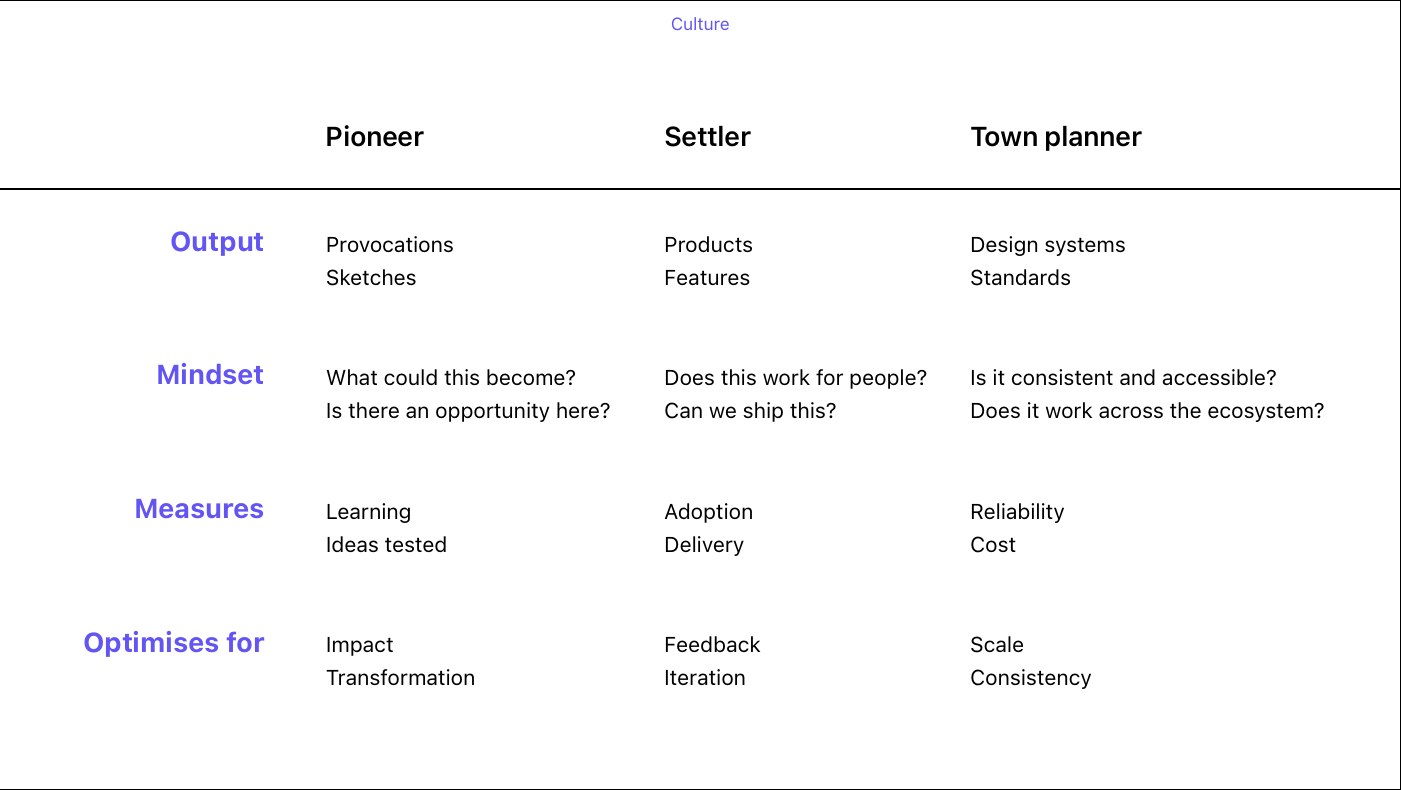 Culture
Pioneer Settler Town planner
Output Provocations Products Design systems
Sketches Features Standards
Mindset What could this become? Does this work for people? Is it consistent and accessible?
Is there an opportunity here? Can we ship this? Does it work across the ecosystem?
Measures Learning Adoption Reliability
Ideas tested Delivery Cost
Optimises for Impact Feedback Scale
Transformation Iteration Consistency